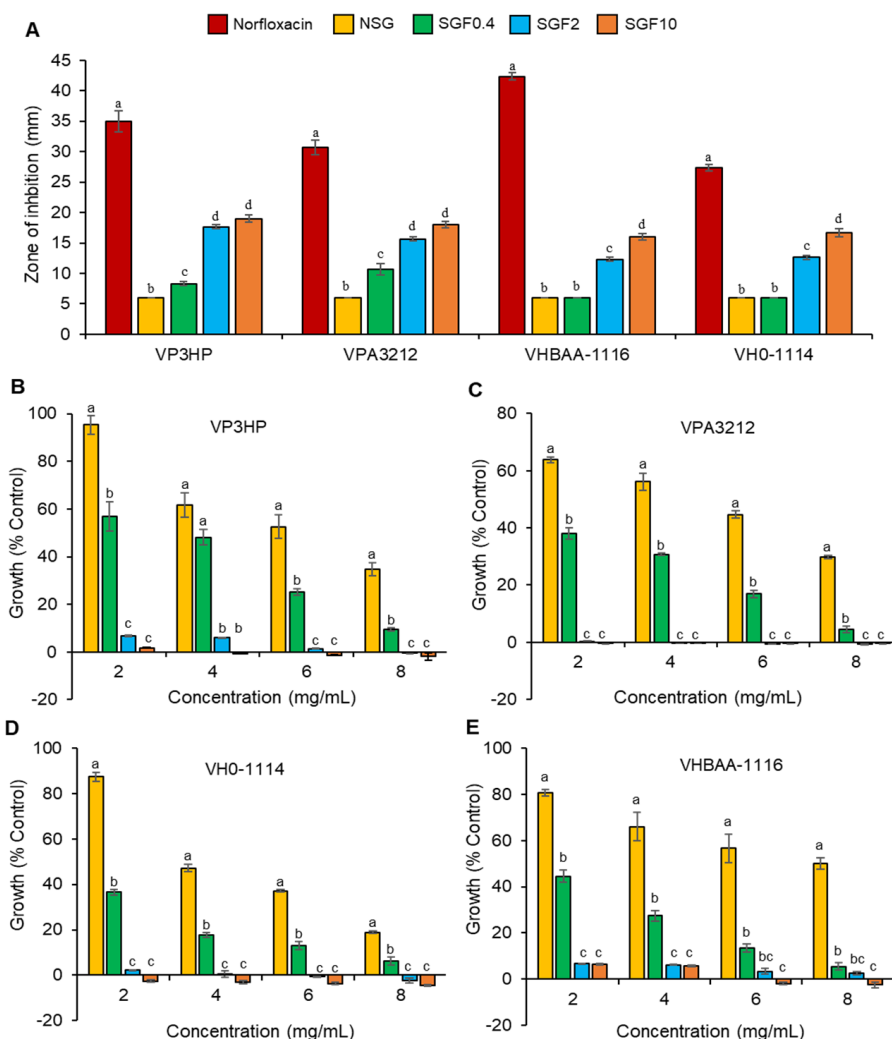 A
Norfloxacin NSG SGF0.4 SGF2 SGF10
Zone of inhbition (mm)
45
40
35
30
25
20
15
10
5
0
a b c d d
a b c d d
a b b c d
a b b c d
VP3HP VPA3212 VHBAA-1116 VH0-1114
B
VP3HP
Growth (% Control)
100
80
60
40
20
0
-20
a b c c
a a b b
a b c c
a b c c
2 4 6 8
Concentration (mg/mL)
C
VPA3212
Growth (% Control)
80
60
40
20
0
-20
a b c c
a b c c
a b c c
a b c c
2 4 6 8
Concentration (mg/mL)
D
VH0-1114
Growth (% Control)
100
80
60
40
20
0
-20
a b c c
a b c c
a b c c
a b c c
2 4 6 8
Concentration (mg/mL)
E
VHBAA-1116
Growth (% Control)
100
80
60
40
20
0
-20
a b c c
a b c c
a b bc c
a b bc c
2 4 6 8
Concentration (mg/mL)